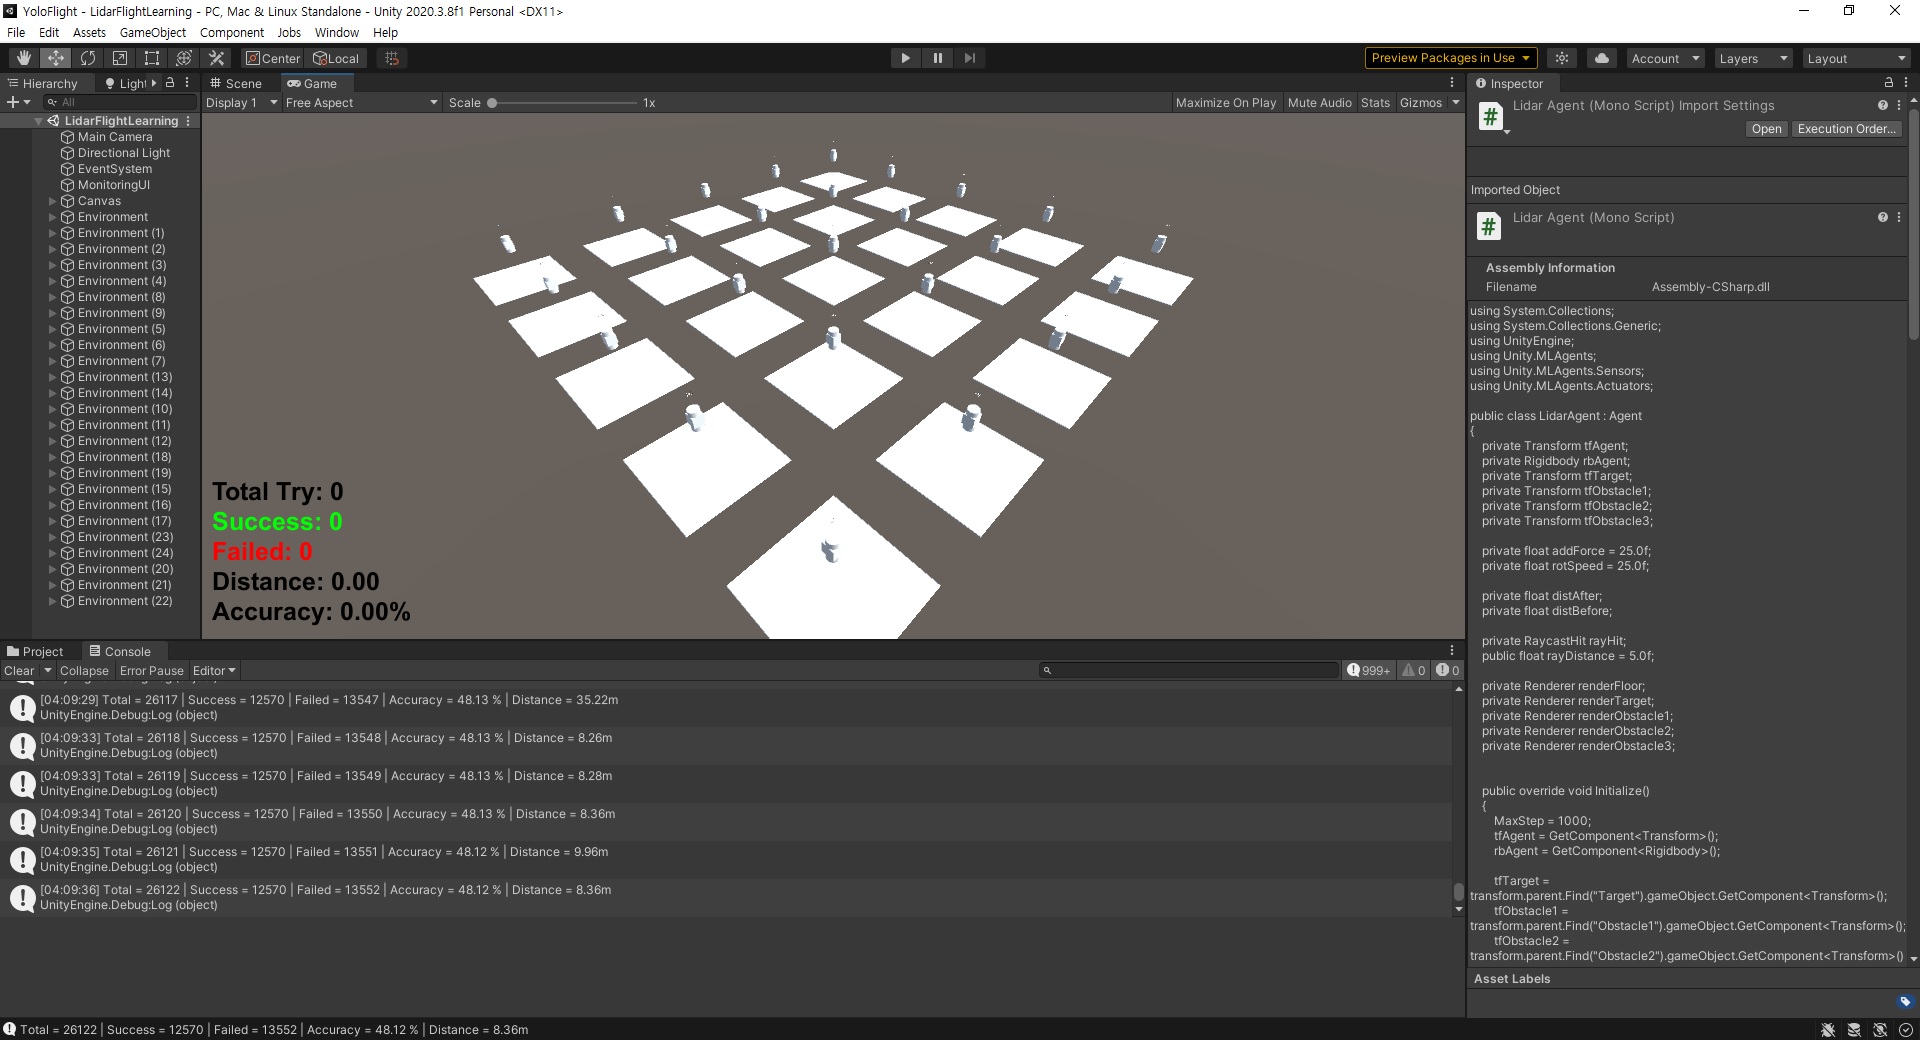 YoloFlight - LidarFlightLearning - PC, Mac & Linux Standalone - Unity 2020.3.8f1 Personal <DX11>
File Edit Assets GameObject Component Jobs Window Help
Center Local
Preview Packages in Use
Account Layers Layout
Hierarchy Light
All
LidarFlightLearning
Main Camera
Directional Light
EventSystem
MonitoringUI
Canvas
Environment
Environment (1)
Environment (2)
Environment (3)
Environment (4)
Environment (8)
Environment (9)
Environment (5)
Environment (6)
Environment (7)
Environment (13)
Environment (14)
Environment (10)
Environment (11)
Environment (12)
Environment (18)
Environment (19)
Environment (15)
Environment (16)
Environment (17)
Environment (23)
Environment (24)
Environment (20)
Environment (21)
Environment (22)
Scene Game
Display 1 Free Aspect Scale 1x Maximize On Play Mute Audio Stats Gizmos
Total Try: 0
Success: 0
Failed: 0
Distance: 0.00
Accuracy: 0.00%
Project Console
Clear Collapse Error Pause Editor
999+ 0 0
[04:09:29] Total = 26117 | Success = 12570 | Failed = 13547 | Accuracy = 48.13 % | Distance = 35.22m
UnityEngine.Debug:Log (object)
[04:09:33] Total = 26118 | Success = 12570 | Failed = 13548 | Accuracy = 48.13 % | Distance = 8.26m
UnityEngine.Debug:Log (object)
[04:09:33] Total = 26119 | Success = 12570 | Failed = 13549 | Accuracy = 48.13 % | Distance = 8.28m
UnityEngine.Debug:Log (object)
[04:09:34] Total = 26120 | Success = 12570 | Failed = 13550 | Accuracy = 48.13 % | Distance = 8.36m
UnityEngine.Debug:Log (object)
[04:09:35] Total = 26121 | Success = 12570 | Failed = 13551 | Accuracy = 48.12 % | Distance = 9.96m
UnityEngine.Debug:Log (object)
[04:09:36] Total = 26122 | Success = 12570 | Failed = 13552 | Accuracy = 48.12 % | Distance = 8.36m
UnityEngine.Debug:Log (object)
Inspector
Lidar Agent (Mono Script) Import Settings
Open Execution Order...
Imported Object
Lidar Agent (Mono Script)
Assembly Information
Filename Assembly-CSharp.dll
using System.Collections;
using System.Collections.Generic;
using UnityEngine;
using Unity.MLAgents;
using Unity.MLAgents.Sensors;
using Unity.MLAgents.Actuators;
public class LidarAgent : Agent
{
private Transform tfAgent;
private Rigidbody rbAgent;
private Transform tfTarget;
private Transform tfObstacle1;
private Transform tfObstacle2;
private Transform tfObstacle3;
private float addForce = 25.0f;
private float rotSpeed = 25.0f;
private float distAfter;
private float distBefore;
private RaycastHit rayHit;
public float rayDistance = 5.0f;
private Renderer renderFloor;
private Renderer renderTarget;
private Renderer renderObstacle1;
private Renderer renderObstacle2;
private Renderer renderObstacle3;
public override void Initialize()
{
MaxStep = 1000;
tfAgent = GetComponent<Transform>();
rbAgent = GetComponent<Rigidbody>();
tfTarget =
transform.parent.Find("Target").gameObject.GetComponent<Transform>();
tfObstacle1 =
transform.parent.Find("Obstacle1").gameObject.GetComponent<Transform>();
tfObstacle2 =
transform.parent.Find("Obstacle2").gameObject.GetComponent<Transform>()
Asset Labels
Total = 26122 | Success = 12570 | Failed = 13552 | Accuracy = 48.12 % | Distance = 8.36m